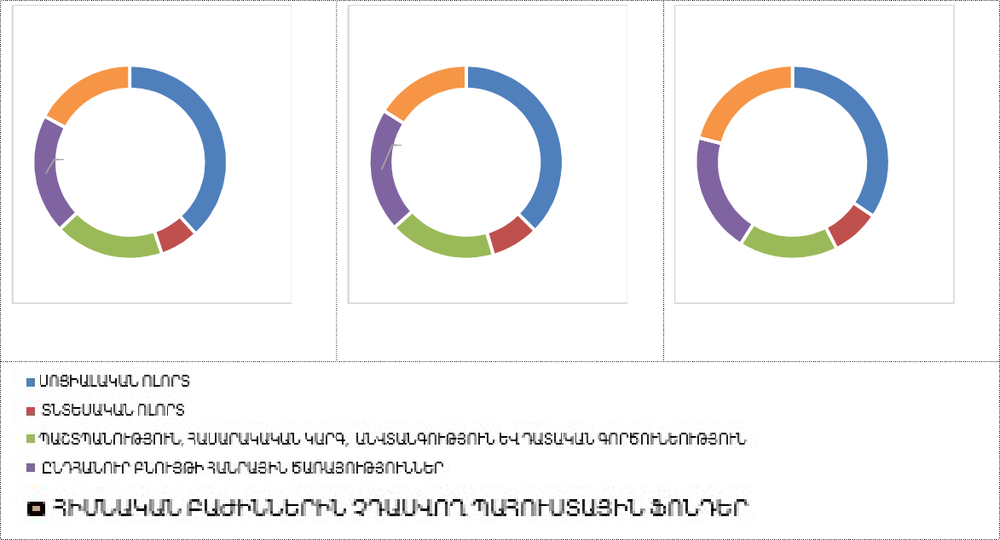 ՍՈՑԻԱԼԱԿԱՆ ՈԼՈՐՏ
ՏՆՏԵՍԱԿԱՆ ՈԼՈՐՏ
ՊԱՇՏՊԱՆՈՒԹՅՈՒՆ, ՀԱՍԱՐԱԿԱԿԱՆ ԿԱՐԳ, ԱՆՎՏԱՆԳՈՒԹՅՈՒՆ ԵՎ ԴԱՏԱԿԱՆ ԳՈՐԾՈՒՆԵՈՒԹՅՈՒՆ
ԸՆԴՀԱՆՈՒՐ ԲՆՈՒՅԹԻ ՀԱՆՐԱՅԻՆ ԾԱՌԱՅՈՒԹՅՈՒՆՆԵՐ
ՀԻՄՆԱԿԱՆ ԲԱԺԻՆՆԵՐԻՆ ՉԴԱՍՎՈՂ ՊԱՀՈՒՍՏԱՅԻՆ ՖՈՆԴԵՐ